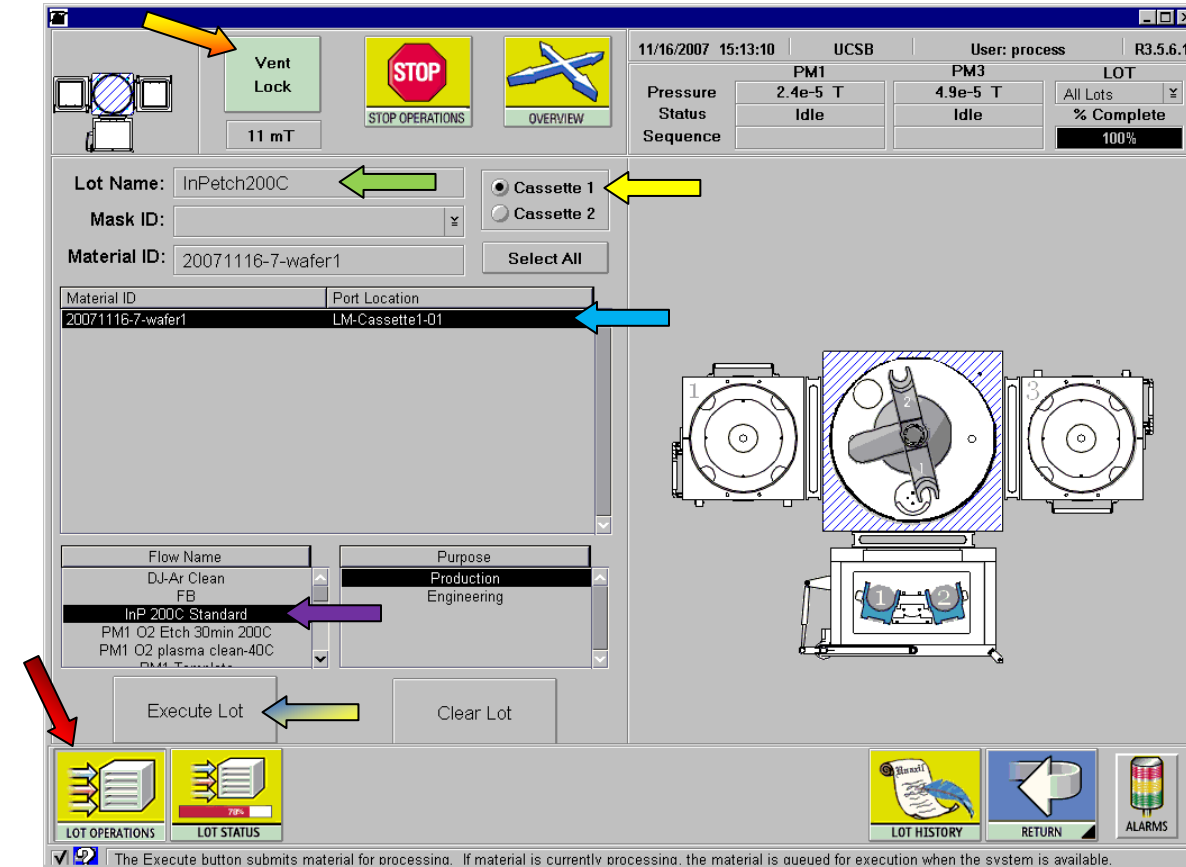 Vent
Lock
11 mT
STOP
STOP OPERATIONS
OVERVIEW
11/16/2007 15:13:10 UCSB User: process R3.5.6.1
PM1 PM3 LOT
Pressure 2.4e-5 T 4.9e-5 T All Lots
Status Idle Idle % Complete
Sequence 100%
Lot Name: InPetch200C
Mask ID:
Material ID: 20071116-7-wafer1
Cassette 1
Cassette 2
Select All
Material ID Port Location
20071116-7-wafer1 LM-Cassette1-01
Flow Name
DJ-Ar Clean
FB
InP 200C Standard
PM1 O2 Etch 30min 200C
PM1 O2 plasma clean-40C
PM1 Template
Purpose
Production
Engineering
Execute Lot
Clear Lot
1
2
1
3
1
2
LOT OPERATIONS
78%
LOT STATUS
LOT HISTORY
RETURN
ALARMS
The Execute button submits material for processing. If material is currently processing, the material is queued for execution when the system is available.